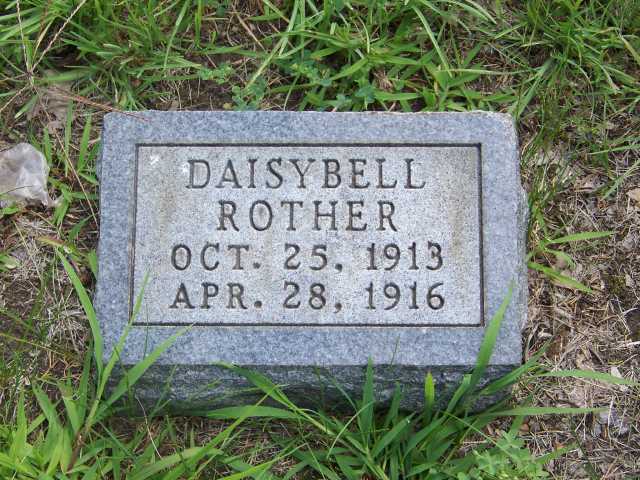 DAISYBELL
ROTHER
OCT. 25, 1913
APR. 28, 1916